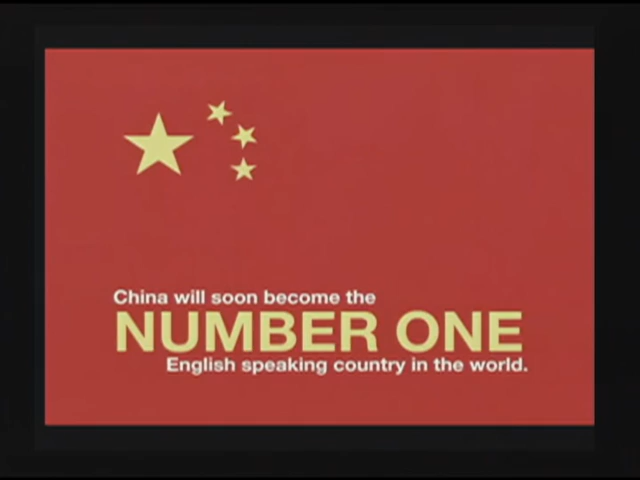 China will soon become the
NUMBER ONE
English speaking country in the world.